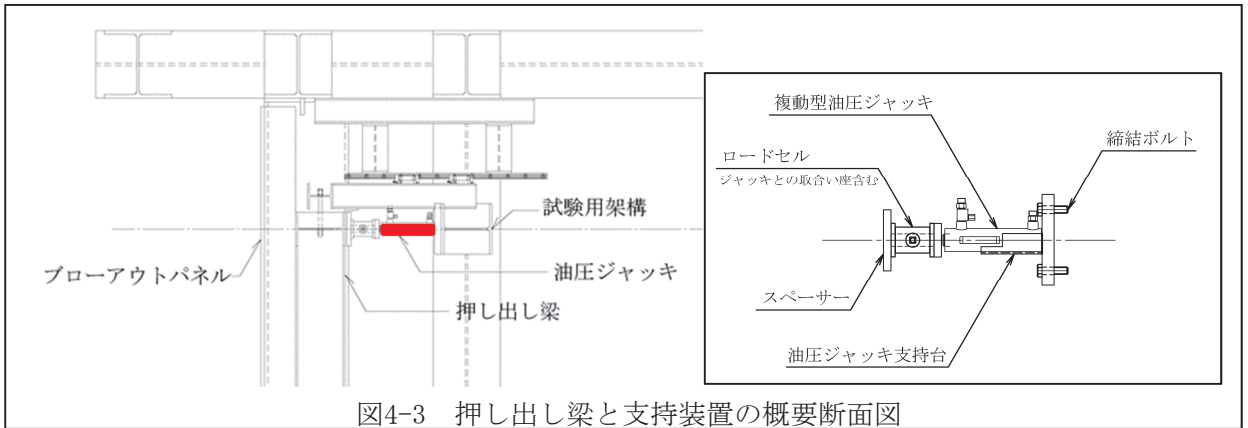 試験用架構
ブローアウトパネル
油圧ジャッキ
押し出し梁
複動型油圧ジャッキ
締結ボルト
ロードセル
ジャッキとの取合い座含む
スペーサー
油圧ジャッキ支持台
図4-3 押し出し梁と支持装置の概要断面図